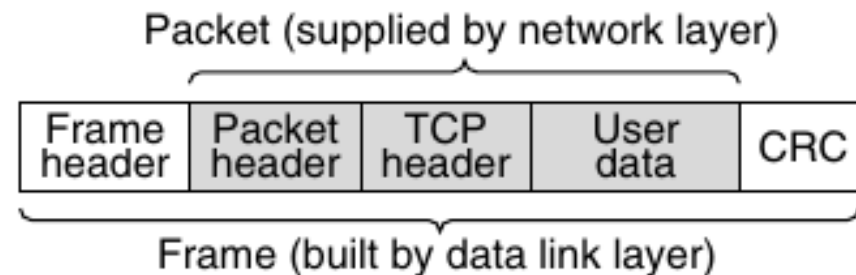 Packet (supplied by network layer)
Frame header
Packet header
TCP header
User data
CRC
Frame (built by data link layer)